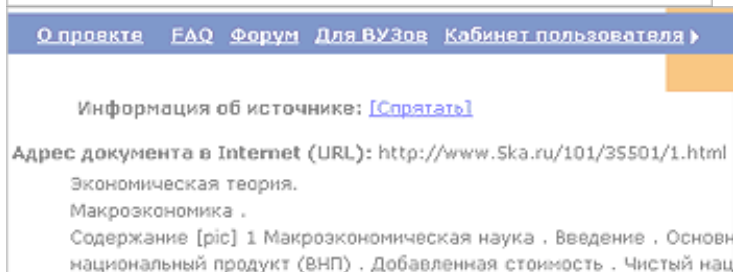 О проекте FAQ Форум Для ВУЗов Кабинет пользователя
Информация об источнике: [Спрятать]
Адрес документа в Internet (URL): http://www.5ka.ru/101/35501/1.html
Экономическая теория.
Макроэкономика .
Содержание [pic] 1 Макроэкономическая наука . Введение . Основн
национальный продукт (ВНП) . Добавленная стоимость . Чистый нац